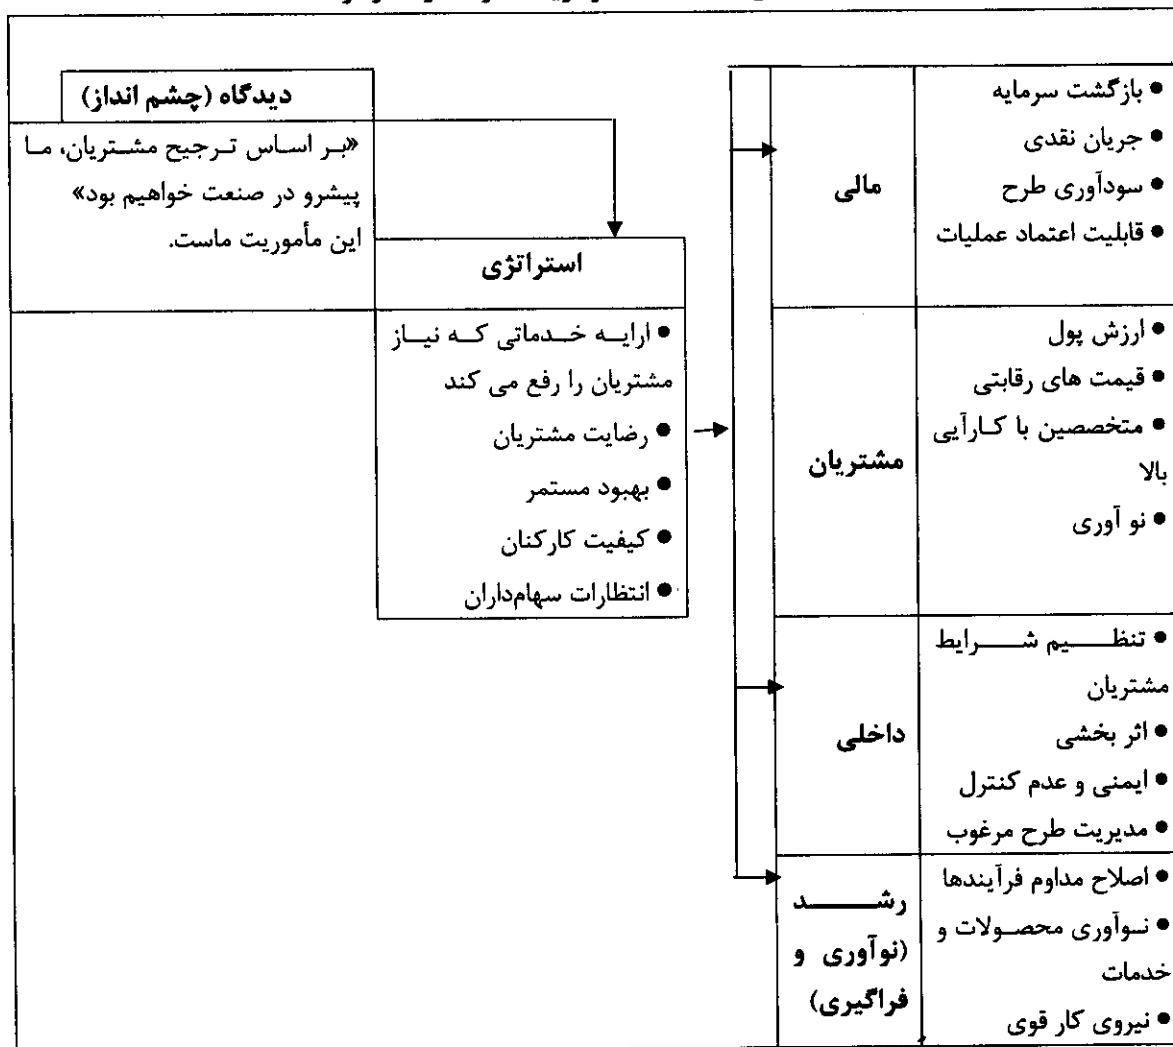 دیدگاه (چشم انداز)
«بر اساس ترجیح مشتریان، ما
پیشرو در صنعت خواهیم بود»
این مأموریت ماست.
استراتژی
● ارایه خدماتی که نیاز
مشتریان را رفع می کند
● رضایت مشتریان
● بهبود مستمر
● کیفیت کارکنان
● انتظارات سهام‌داران
مالی
● بازگشت سرمایه
● جریان نقدی
● سودآوری طرح
● قابلیت اعتماد عملیات
مشتریان
● ارزش پول
● قیمت های رقابتی
● متخصصین با کارآیی
بالا
● نو آوری
داخلی
● تنظیم شرایط
مشتریان
● اثر بخشی
● ایمنی و عدم کنترل
● مدیریت طرح مرغوب
رشد
(نوآوری و
فراگیری)
● اصلاح مداوم فرآیندها
● نوآوری محصولات و
خدمات
● نیروی کار قوی